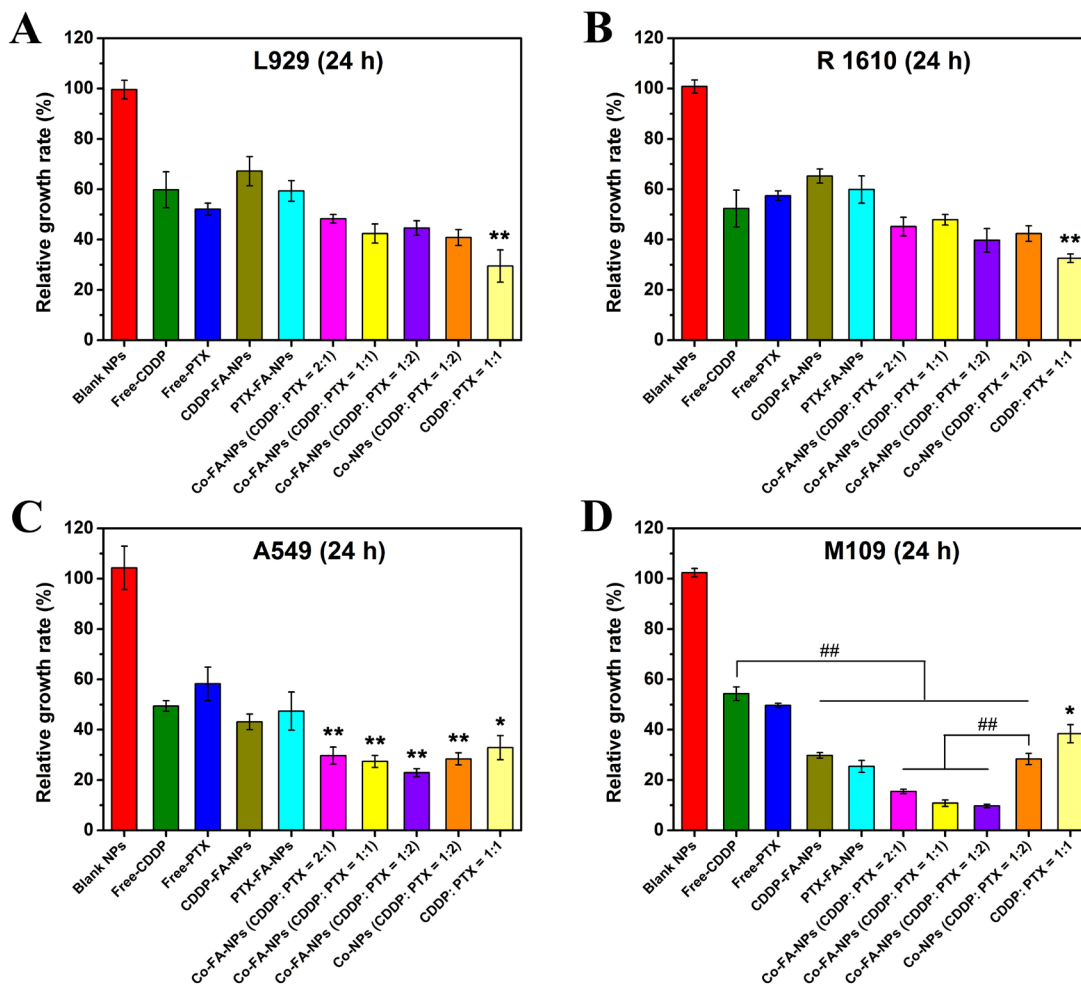 A
L929 (24 h)
Relative growth rate (%)
120
100
80
60
40
20
0
**
Blank NPs
Free-CDDP
Free-PTX
CDDP-FA-NPs
PTX-FA-NPs
Co-FA-NPs (CDDP: PTX = 2:1)
Co-FA-NPs (CDDP: PTX = 1:1)
Co-FA-NPs (CDDP: PTX = 1:2)
Co-NPs (CDDP: PTX = 1:2)
CDDP: PTX = 1:1
B
R 1610 (24 h)
Relative growth rate (%)
120
100
80
60
40
20
0
**
Blank NPs
Free-CDDP
Free-PTX
CDDP-FA-NPs
PTX-FA-NPs
Co-FA-NPs (CDDP: PTX = 2:1)
Co-FA-NPs (CDDP: PTX = 1:1)
Co-FA-NPs (CDDP: PTX = 1:2)
Co-NPs (CDDP: PTX = 1:2)
CDDP: PTX = 1:1
C
A549 (24 h)
Relative growth rate (%)
120
100
80
60
40
20
0
**
**
**
**
*
Blank NPs
Free-CDDP
Free-PTX
CDDP-FA-NPs
PTX-FA-NPs
Co-FA-NPs (CDDP: PTX = 2:1)
Co-FA-NPs (CDDP: PTX = 1:1)
Co-FA-NPs (CDDP: PTX = 1:2)
Co-NPs (CDDP: PTX = 1:2)
CDDP: PTX = 1:1
D
M109 (24 h)
Relative growth rate (%)
120
100
80
60
40
20
0
##
##
*
Blank NPs
Free-CDDP
Free-PTX
CDDP-FA-NPs
PTX-FA-NPs
Co-FA-NPs (CDDP: PTX = 2:1)
Co-FA-NPs (CDDP: PTX = 1:1)
Co-FA-NPs (CDDP: PTX = 1:2)
Co-NPs (CDDP: PTX = 1:2)
CDDP: PTX = 1:1